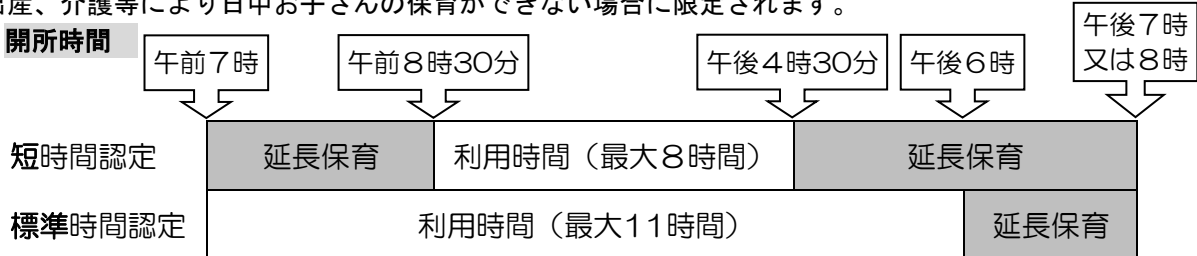 出産、介護等により日中お子さんの保育ができない場合に限定されます。
開所時間
午前7時
午前8時30分
午後4時30分
午後6時
午後7時
又は8時
短時間認定
延長保育
利用時間（最大8時間）
延長保育
標準時間認定
利用時間（最大11時間）
延長保育